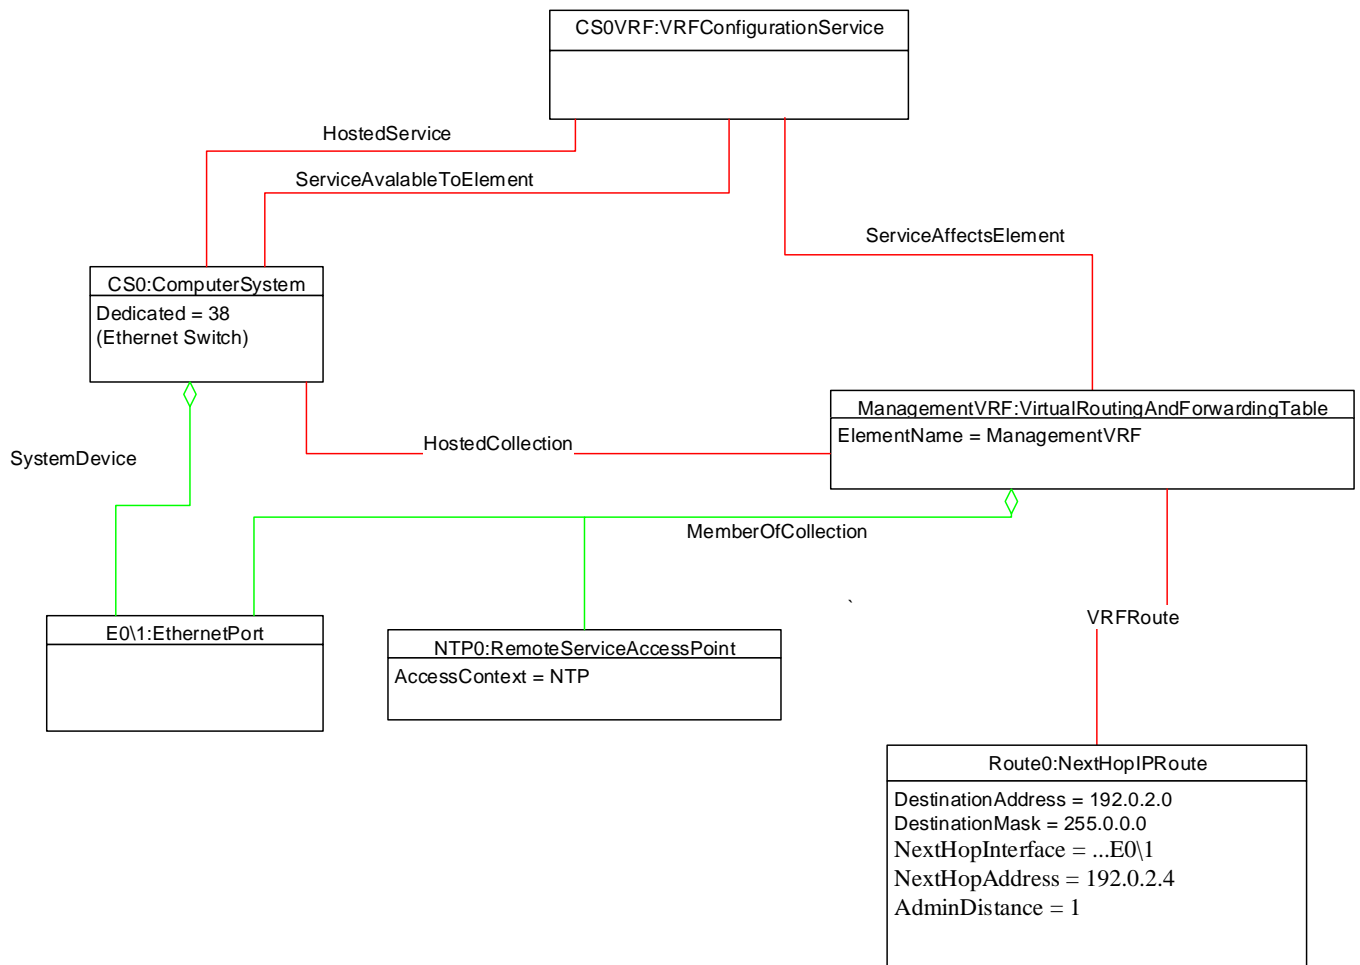 CS0VRF:VRFConfigurationService
HostedService
ServiceAvalableToElement
ServiceAffectsElement
CS0:ComputerSystem
Dedicated = 38
(Ethernet Switch)
ManagementVRF:VirtualRoutingAndForwardingTable
ElementName = ManagementVRF
HostedCollection
SystemDevice
MemberOfCollection
`
VRFRoute
E0\1:EthernetPort
NTP0:RemoteServiceAccessPoint
AccessContext = NTP
Route0:NextHopIPRoute
DestinationAddress = 192.0.2.0
DestinationMask = 255.0.0.0
NextHopInterface = ...E0\1
NextHopAddress = 192.0.2.4
AdminDistance = 1